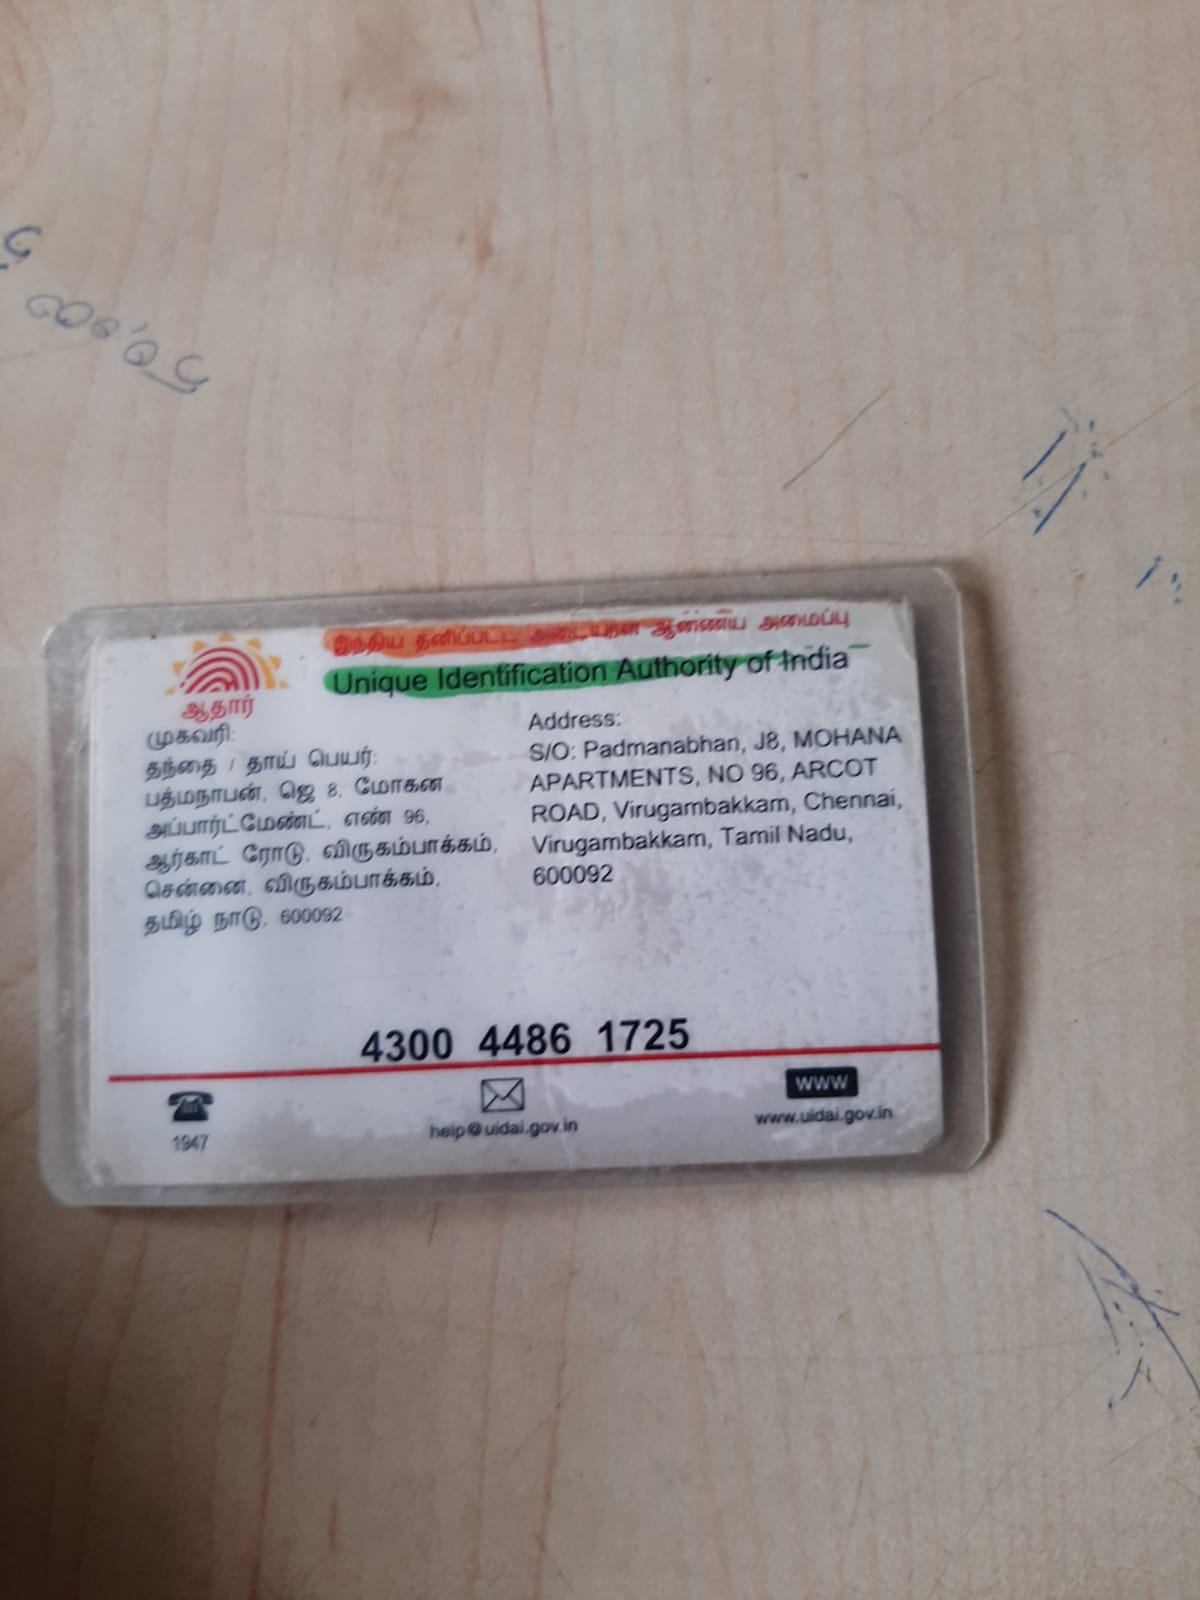 இந்திய தனிப்பட்ட அடையாள ஆணைய அமைப்பு
Unique Identification Authority of India
ஆதார்
முகவரி:
தந்தை / தாய் பெயர்:
பத்மநாபன், ஜெ 8, மோகன
அப்பார்ட்மேண்ட், எண் 96,
ஆர்காட் ரோடு, விருகம்பாக்கம்,
சென்னை, விருகம்பாக்கம்,
தமிழ் நாடு, 600092
Address:
S/O: Padmanabhan, J8, MOHANA
APARTMENTS, NO 96, ARCOT
ROAD, Virugambakkam, Chennai,
Virugambakkam, Tamil Nadu,
600092
4300 4486 1725
1947
help@uidai.gov.in
www
www.uidai.gov.in